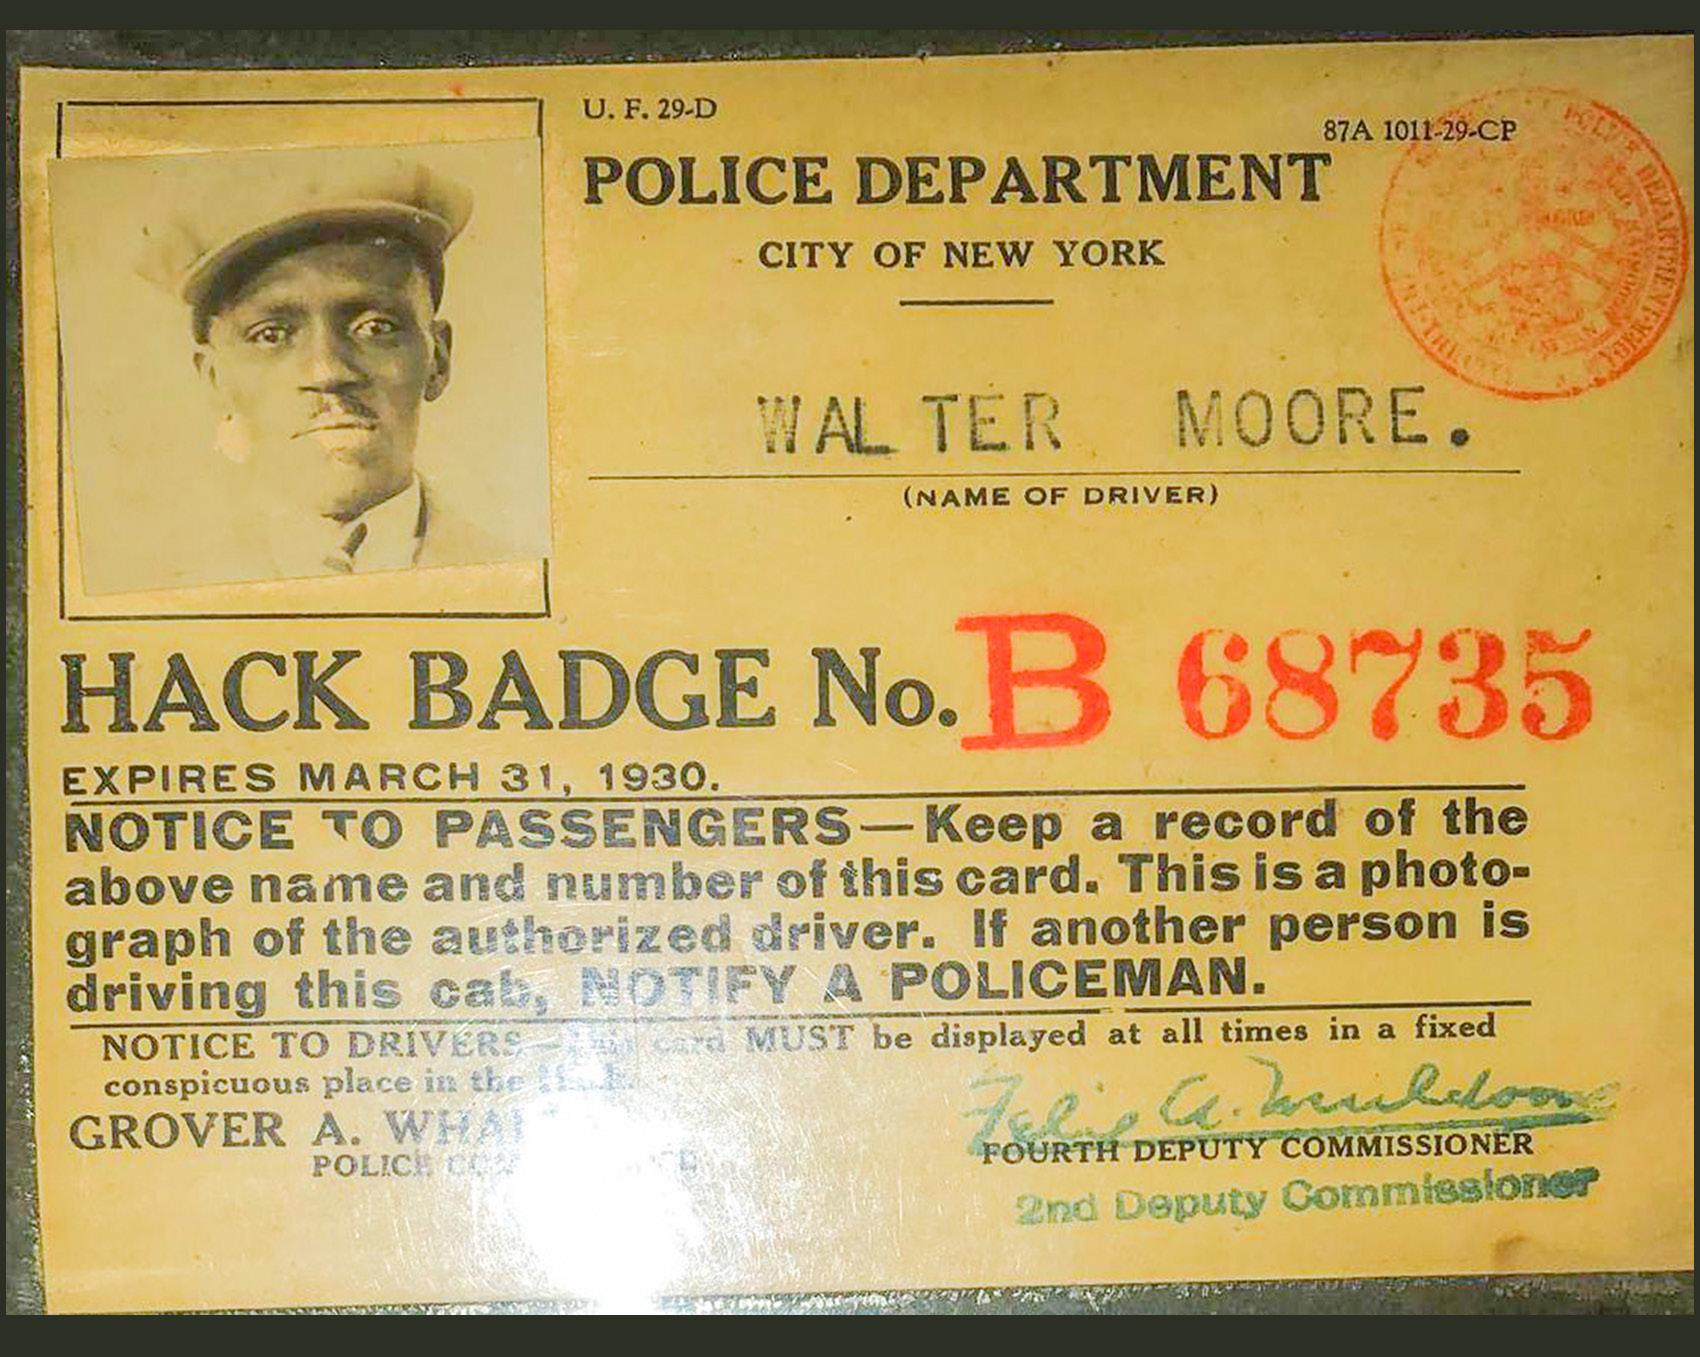 U. F. 29-D
87A 1011-29-CP
POLICE DEPARTMENT
CITY OF NEW YORK
WALTER MOORE.
(NAME OF DRIVER)
HACK BADGE No. B 68735
EXPIRES MARCH 31, 1930.
NOTICE TO PASSENGERS—Keep a record of the
above name and number of this card. This is a photo-
graph of the authorized driver. If another person is
driving this cab, NOTIFY A POLICEMAN.
NOTICE TO DRIVERS—This card MUST be displayed at all times in a fixed
conspicuous place in the
GROVER A.
POLICE
FOURTH DEPUTY COMMISSIONER
2nd Deputy Commissioner
POLICE DEPARTMENT